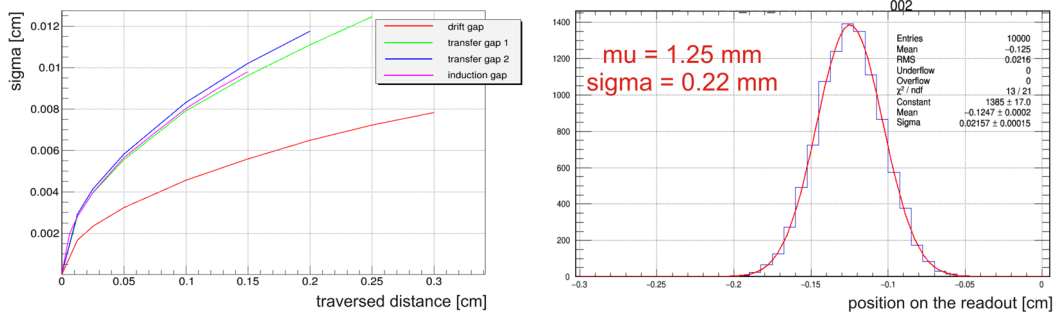 sigma [cm]
0.012
0.01
0.008
0.006
0.004
0.002
0
0.05
0.1
0.15
0.2
0.25
0.3
traversed distance [cm]
drift gap
transfer gap 1
transfer gap 2
induction gap
002
1400
1200
1000
800
600
400
200
0
−0.3
−0.25
−0.2
−0.15
−0.1
−0.05
0
position on the readout [cm]
mu = 1.25 mm
sigma = 0.22 mm
Entries 10000
Mean −0.125
RMS 0.0216
Underflow 0
Overflow 0
χ² / ndf 13 / 21
Constant 1385 ± 17.0
Mean −0.1247 ± 0.0002
Sigma 0.02157 ± 0.00015